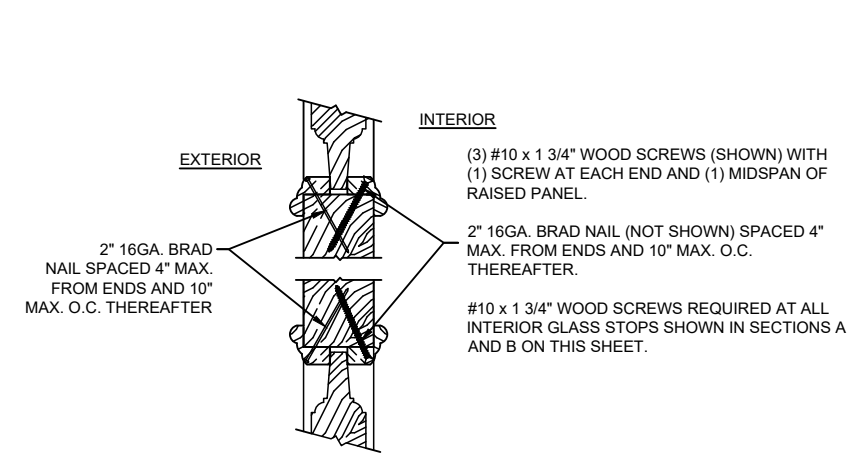 INTERIOR
EXTERIOR
(3) #10 x 1 3/4" WOOD SCREWS (SHOWN) WITH
(1) SCREW AT EACH END AND (1) MIDSPAN OF
RAISED PANEL.
2" 16GA. BRAD NAIL (NOT SHOWN) SPACED 4"
MAX. FROM ENDS AND 10" MAX. O.C.
THEREAFTER.
2" 16GA. BRAD
NAIL SPACED 4" MAX.
FROM ENDS AND 10"
MAX. O.C. THEREAFTER
#10 x 1 3/4" WOOD SCREWS REQUIRED AT ALL
INTERIOR GLASS STOPS SHOWN IN SECTIONS A
AND B ON THIS SHEET.